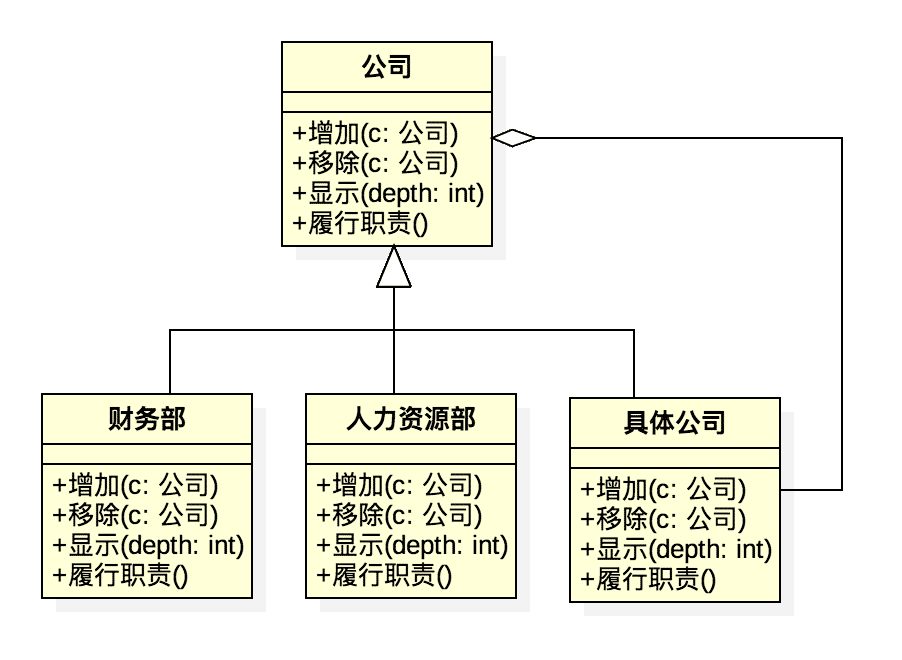 公司
+增加(c: 公司)
+移除(c: 公司)
+显示(depth: int)
+履行职责()
财务部
+增加(c: 公司)
+移除(c: 公司)
+显示(depth: int)
+履行职责()
人力资源部
+增加(c: 公司)
+移除(c: 公司)
+显示(depth: int)
+履行职责()
具体公司
+增加(c: 公司)
+移除(c: 公司)
+显示(depth: int)
+履行职责()